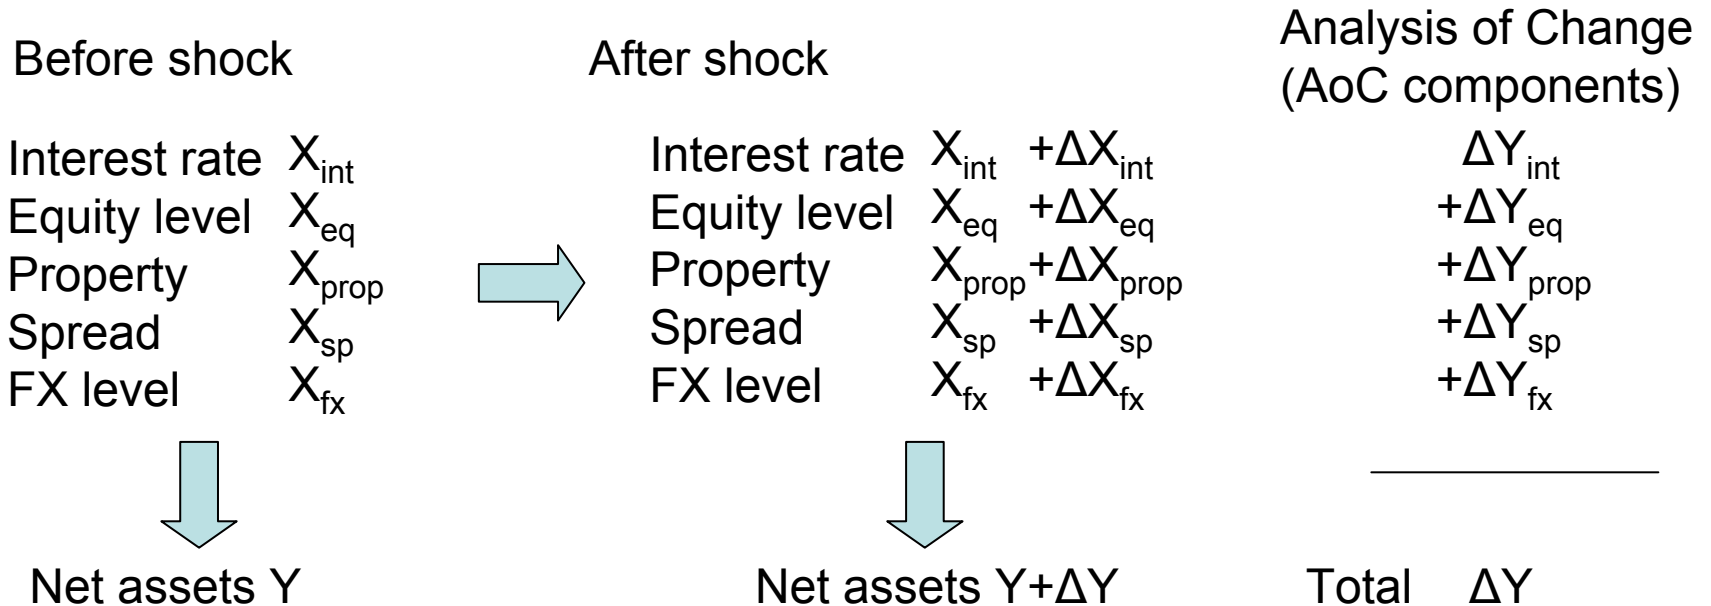 Before shock
Interest rate X_int
Equity level X_eq
Property X_prop
Spread X_sp
FX level X_fx
Net assets Y
After shock
Interest rate X_int +ΔX_int
Equity level X_eq +ΔX_eq
Property X_prop +ΔX_prop
Spread X_sp +ΔX_sp
FX level X_fx +ΔX_fx
Net assets Y+ΔY
Analysis of Change
(AoC components)
ΔY_int
+ΔY_eq
+ΔY_prop
+ΔY_sp
+ΔY_fx
Total ΔY